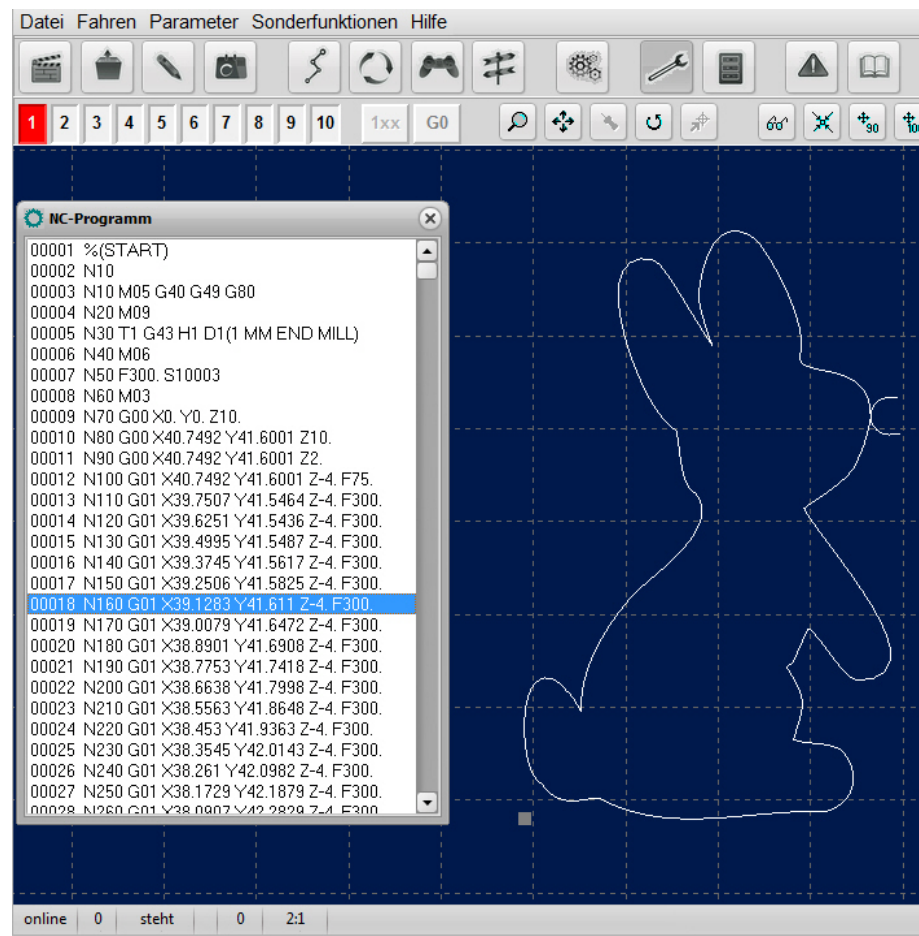 Datei Fahren Parameter Sonderfunktionen Hilfe
1 2 3 4 5 6 7 8 9 10 1xx G0
90
NC-Programm
00001 %(START)
00002 N10
00003 N10 M05 G40 G49 G80
00004 N20 M09
00005 N30 T1 G43 H1 D1(1 MM END MILL)
00006 N40 M06
00007 N50 F300. S10003
00008 N60 M03
00009 N70 G00 X0. Y0. Z10.
00010 N80 G00 X40.7492 Y41.6001 Z10.
00011 N90 G00 X40.7492 Y41.6001 Z2.
00012 N100 G01 X40.7492 Y41.6001 Z-4. F75.
00013 N110 G01 X39.7507 Y41.5464 Z-4. F300.
00014 N120 G01 X39.6251 Y41.5436 Z-4. F300.
00015 N130 G01 X39.4995 Y41.5487 Z-4. F300.
00016 N140 G01 X39.3745 Y41.5617 Z-4. F300.
00017 N150 G01 X39.2506 Y41.5825 Z-4. F300.
00018 N160 G01 X39.1283 Y41.611 Z-4. F300.
00019 N170 G01 X39.0079 Y41.6472 Z-4. F300.
00020 N180 G01 X38.8901 Y41.6908 Z-4. F300.
00021 N190 G01 X38.7753 Y41.7418 Z-4. F300.
00022 N200 G01 X38.6638 Y41.7998 Z-4. F300.
00023 N210 G01 X38.5563 Y41.8648 Z-4. F300.
00024 N220 G01 X38.453 Y41.9363 Z-4. F300.
00025 N230 G01 X38.3545 Y42.0143 Z-4. F300.
00026 N240 G01 X38.261 Y42.0982 Z-4. F300.
00027 N250 G01 X38.1729 Y42.1879 Z-4. F300.
00028 N260 G01 X38.0907 Y42.2829 Z-4. F300.
online 0 steht 0 2:1